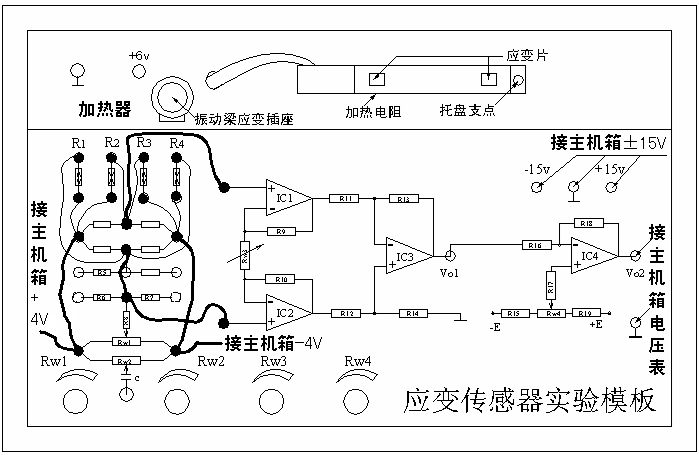 +6v
应变片
加热器
振动梁应变插座
加热电阻
托盘支点
R1 R2 R3 R4
接主机箱±15V
-15v +15v
接主机箱+4V
IC1
R11 R13
R9
IC3
Vo1
R18
R16
IC4
Vo2
接主机箱电压表
R5
R6 R7
R10
IC2
R12 R14
R17
R15 Rw4 R19
-E +E
R8
Rw3
Rw1
Rw2
c
接主机箱-4V
Rw1 Rw2 Rw3 Rw4
应变传感器实验模板